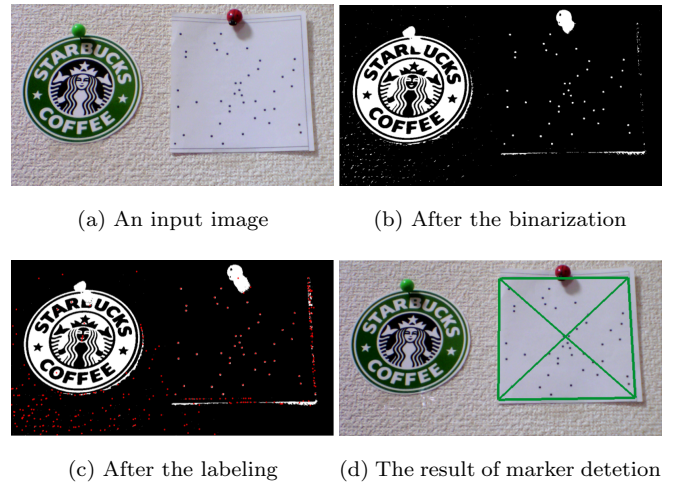 STARBUCKS
COFFEE
STARBUCKS
COFFEE
(a) An input image
(b) After the binarization
STARBUCKS
COFFEE
STARBUCKS
COFFEE
(c) After the labeling
(d) The result of marker detetion